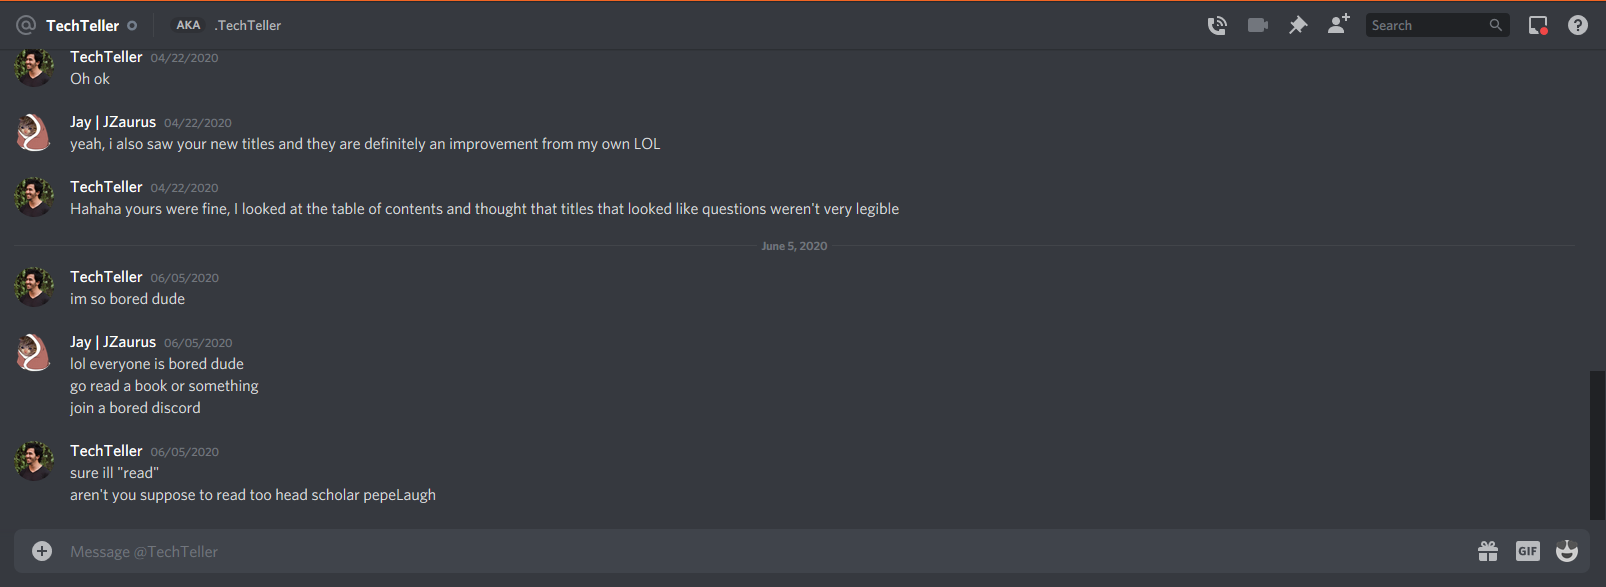 TechTeller AKA .TechTeller Search
TechTeller 04/22/2020
Oh ok
Jay | JZaurus 04/22/2020
yeah, i also saw your new titles and they are definitely an improvement from my own LOL
TechTeller 04/22/2020
Hahaha yours were fine, I looked at the table of contents and thought that titles that looked like questions weren't very legible
June 5, 2020
TechTeller 06/05/2020
im so bored dude
Jay | JZaurus 06/05/2020
lol everyone is bored dude
go read a book or something
join a bored discord
TechTeller 06/05/2020
sure ill "read"
aren't you suppose to read too head scholar pepeLaugh
Message @TechTeller GIF